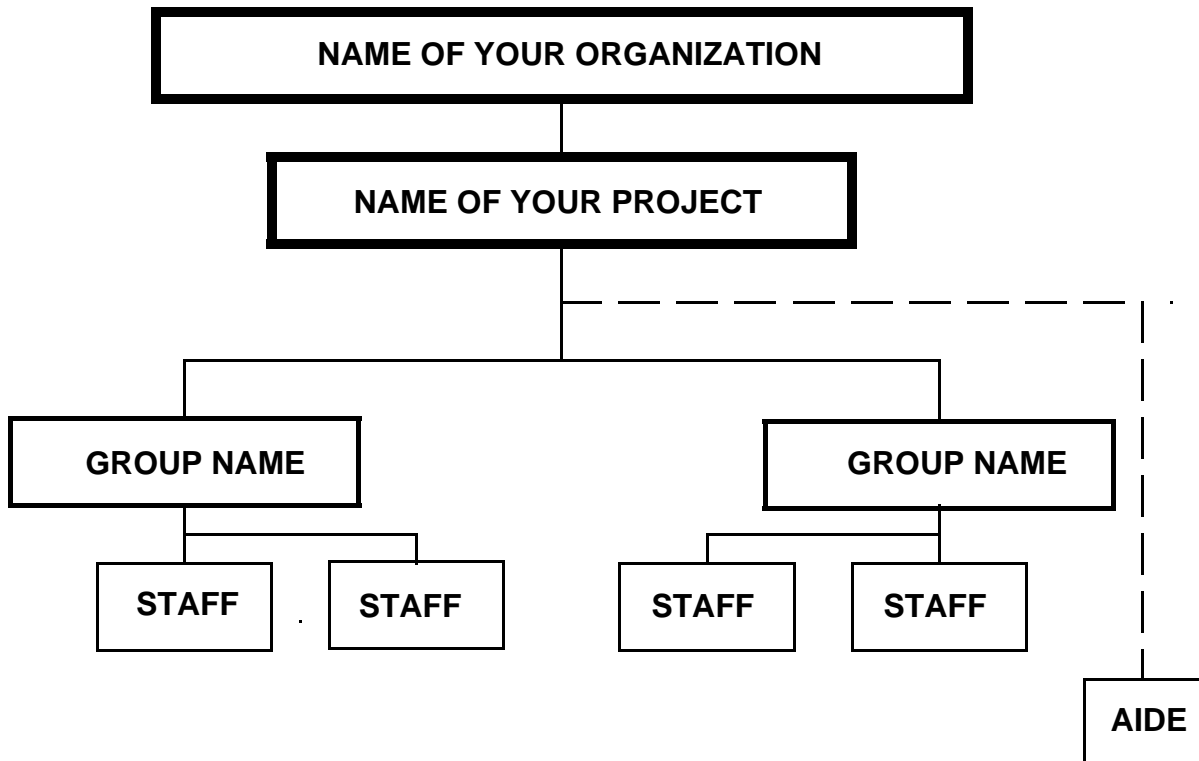 NAME OF YOUR ORGANIZATION
NAME OF YOUR PROJECT
GROUP NAME
GROUP NAME
STAFF
STAFF
STAFF
STAFF
AIDE